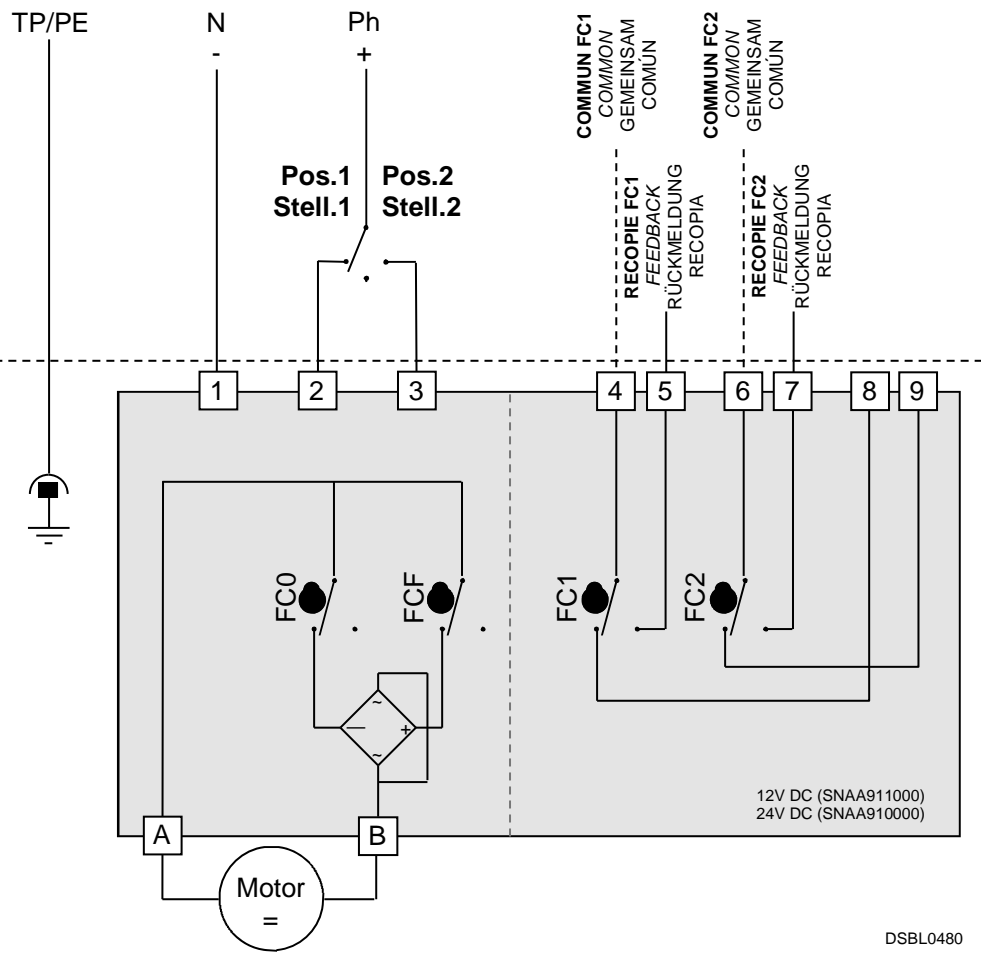 TP/PE
N
-
Ph
+
COMMUN FC1
COMMON
GEMEINSAM
COMÚN
COMMUN FC2
COMMON
GEMEINSAM
COMÚN
Pos.1
Stell.1
Pos.2
Stell.2
RECOPIE FC1
FEEDBACK
RÜCKMELDUNG
RECOPIA
RECOPIE FC2
FEEDBACK
RÜCKMELDUNG
RECOPIA
1
2
3
4
5
6
7
8
9
FC0
FCF
FC1
FC2
~
—
+
~
12V DC (SNAA911000)
24V DC (SNAA910000)
A
B
Motor
=
DSBL0480